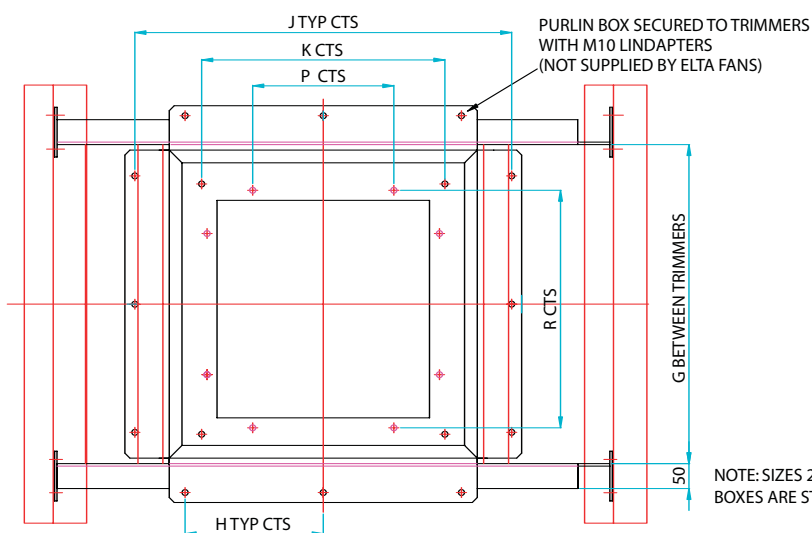 J TYP CTS
K CTS
P CTS
PURLIN BOX SECURED TO TRIMMERS
WITH M10 LINDAPTERS
(NOT SUPPLIED BY ELTA FANS)
R CTS
G BETWEEN TRIMMERS
50
NOTE: SIZES 2
BOXES ARE ST
H TYP CTS